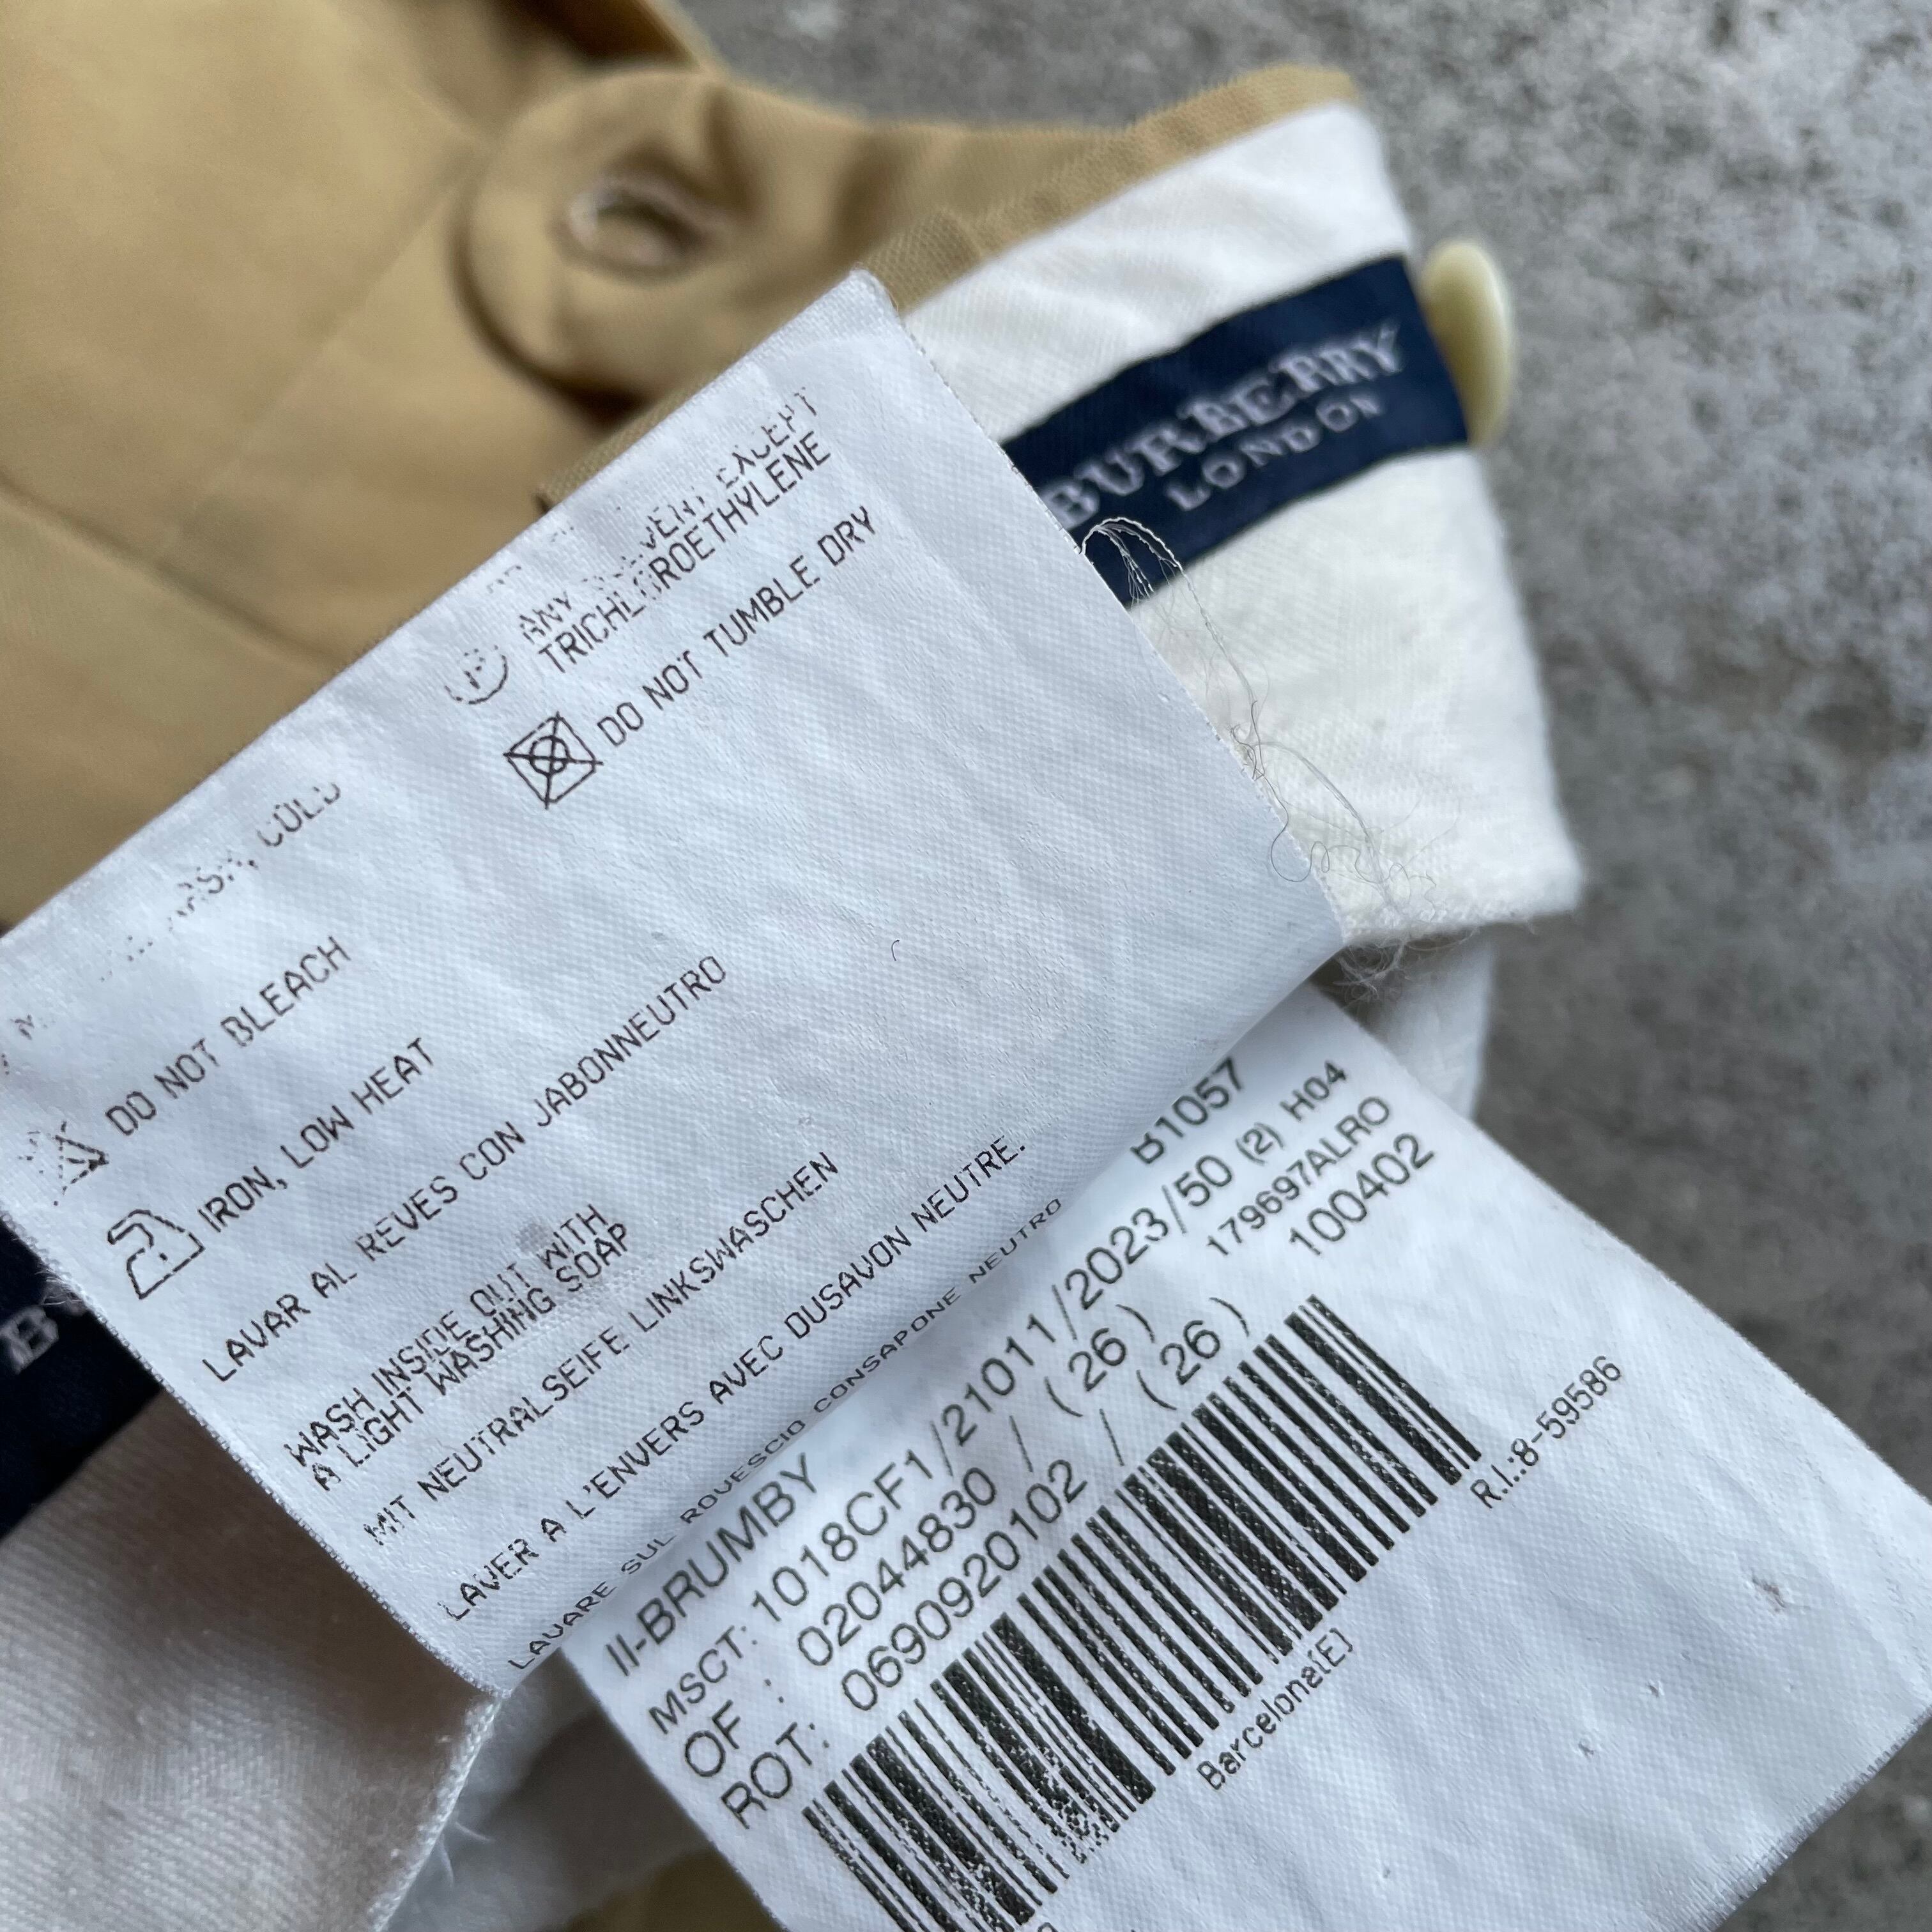 BURBERRY
LONDON
ANY SOLVENT EXCEPT
TRICHLOROETHYLENE
DO NOT TUMBLE DRY
COLD
DO NOT BLEACH
IRON, LOW HEAT
LAVAR AL REVES CON JABONNEUTRO
WASH INSIDE OUT WITH
A LIGHT WASHING SOAP
MIT NEUTRALSEIFE LINKSWASCHEN
LAVER A L'ENVERS AVEC DUSAVON NEUTRE.
LAVARE SUL ROVESCIO CONSAPONE NEUTRO
II-BRUMBY B1057
MSCT: 1018CF1/21011/2023/50 (2) H04
OF : 02044830 / (26) 179697ALRO
ROT: 0690920102 / (26) 100402
Barcelona[E] R.I.:8-59586